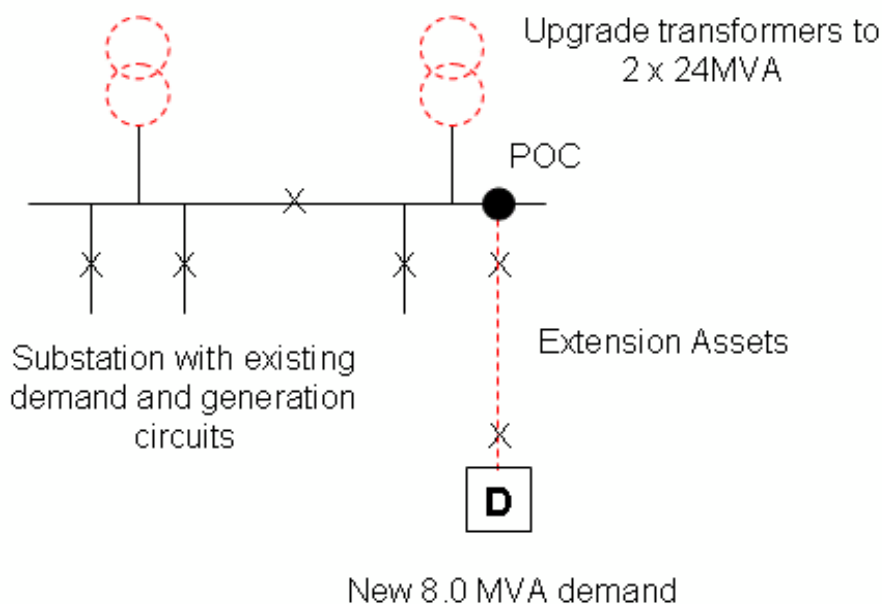 Upgrade transformers to
2 x 24MVA
POC
Extension Assets
Substation with existing
demand and generation
circuits
D
New 8.0 MVA demand